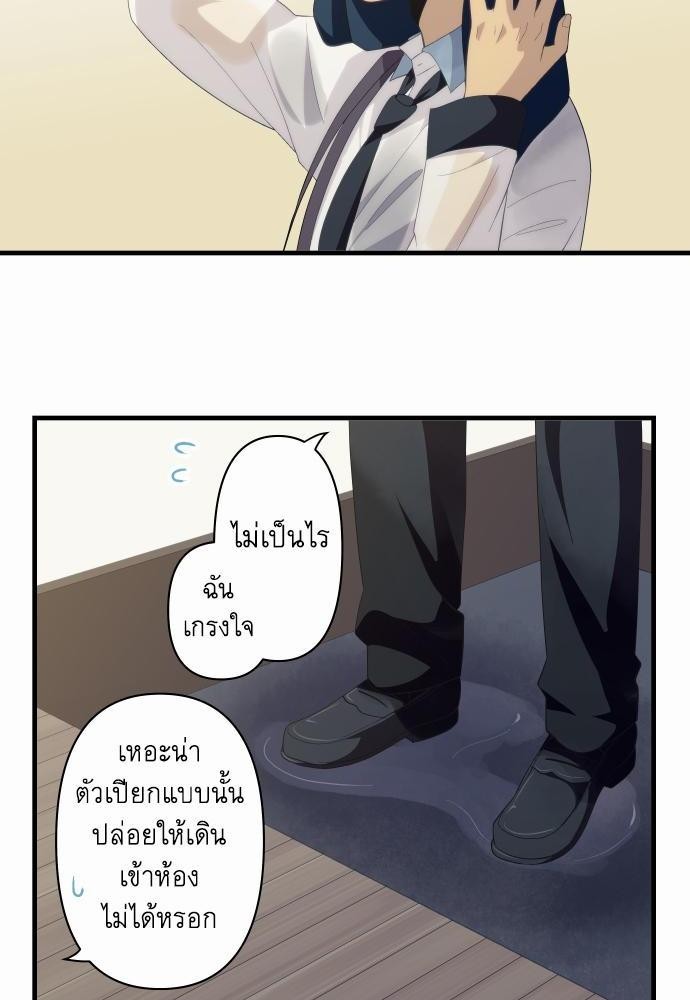 ไม่เป็นไร
ฉัน
เกรงใจ
เหอะน่า
ตัวเปียกแบบนั้น
ปล่อยให้เดิน
เข้าห้อง
ไม่ได้หรอก